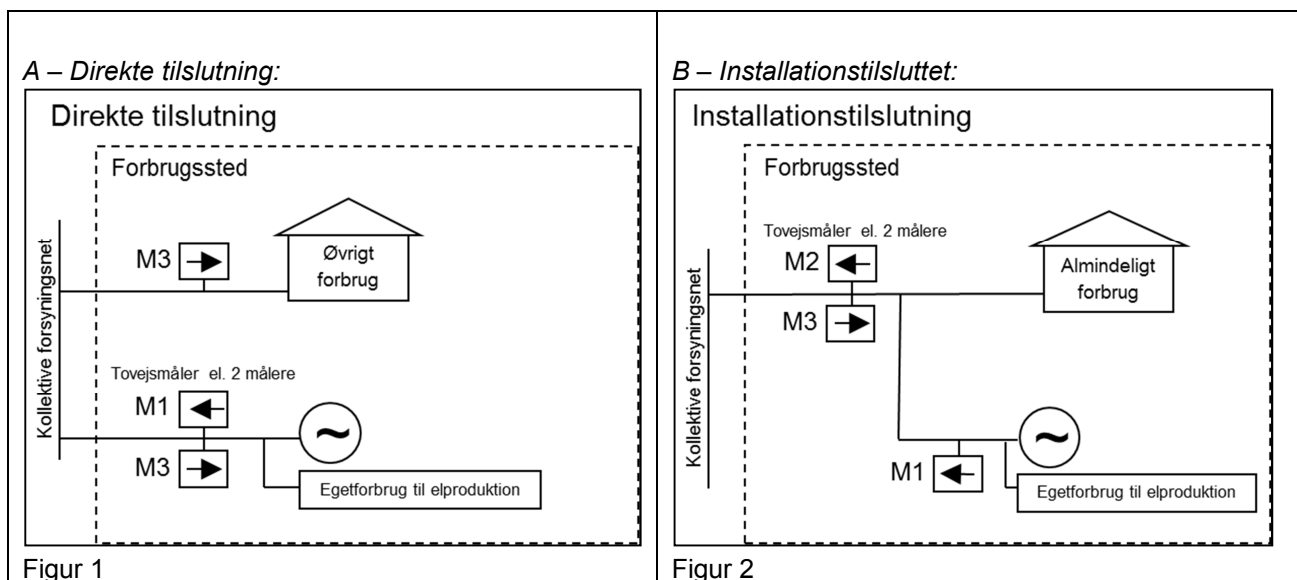 A – Direkte tilslutning:
Direkte tilslutning
Forbrugssted
Kollektive forsyningsnet
M3
Øvrigt
forbrug
Tovejsmåler el. 2 målere
M1
M3
~
Egetforbrug til elproduktion
Figur 1
B – Installationstilsluttet:
Installationstilslutning
Forbrugssted
Kollektive forsyningsnet
Tovejsmåler el. 2 målere
M2
M3
Almindeligt
forbrug
M1
~
Egetforbrug til elproduktion
Figur 2